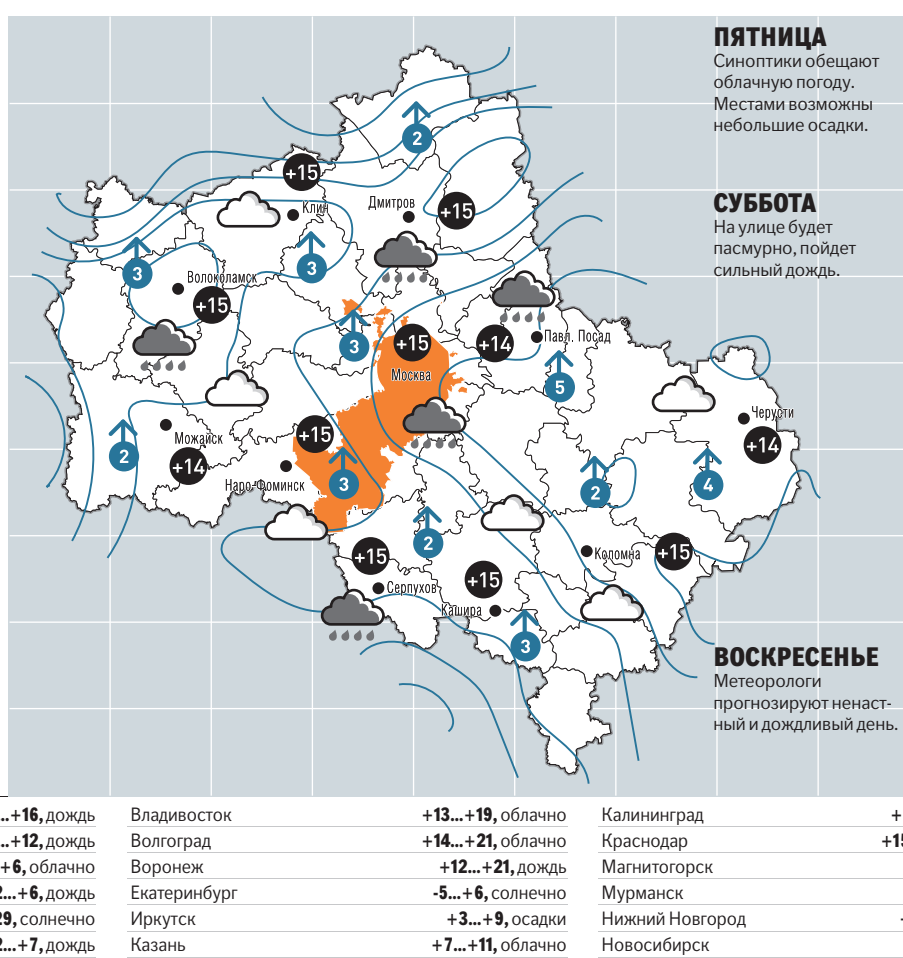 ПЯТНИЦА
Синоптики обещают
облачную погоду.
Местами возможны
небольшие осадки.
СУББОТА
На улице будет
пасмурно, пойдет
сильный дождь.
ВОСКРЕСЕНЬЕ
Метеорологи
прогнозируют ненаст-
ный и дождливый день.
2
+15
Клин
Дмитров
+15
3
3
Волоколамск
+15
3
+15
+14
Павл. Посад
Москва
5
Черусти
+14
2
Можайск
+14
+15
Наро-Фоминск
3
2
4
2
+15
Коломна
+15
Серпухов
+15
Кашира
3
...+16, дождь
...+12, дождь
+6, облачно
2...+6, дождь
29, солнечно
2...+7, дождь
Владивосток +13...+19, облачно
Волгоград +14...+21, облачно
Воронеж +12...+21, дождь
Екатеринбург -5...+6, солнечно
Иркутск +3...+9, осадки
Казань +7...+11, облачно
Калининград +
Краснодар +15
Магнитогорск
Мурманск
Нижний Новгород
Новосибирск